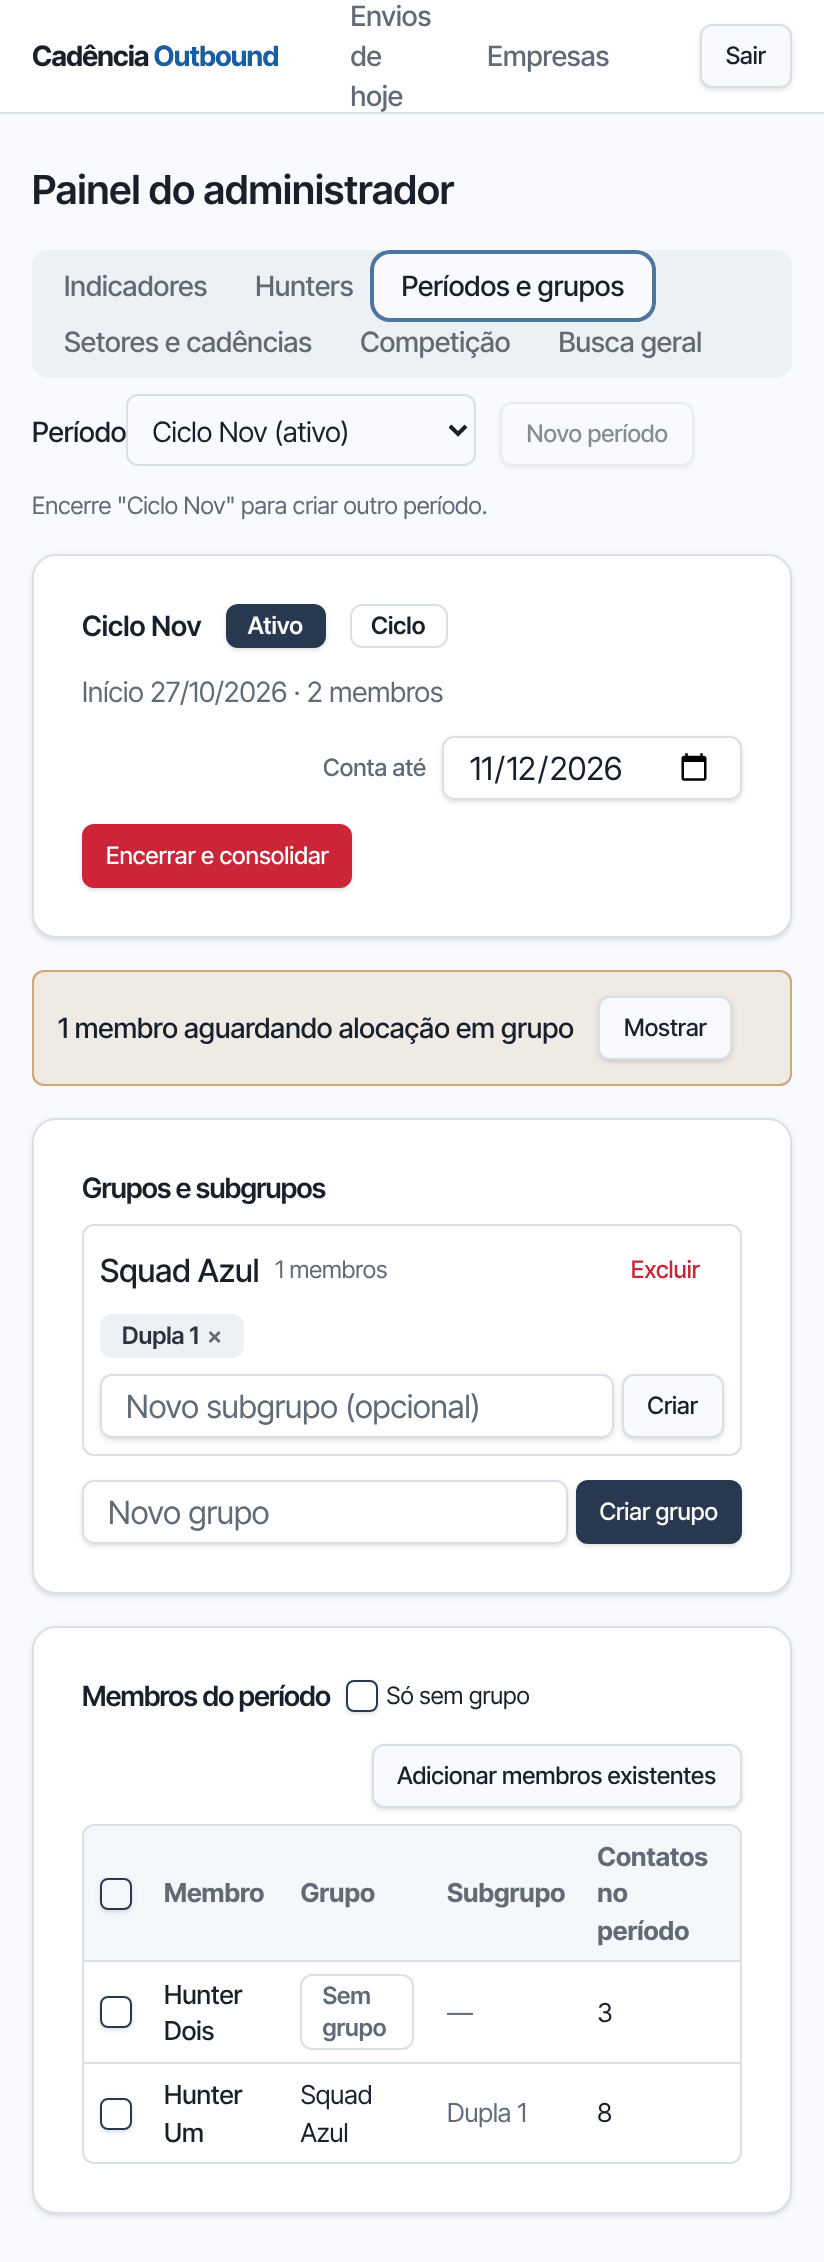 Cadência Outbound
Envios
de
hoje
Empresas
Sair
Painel do administrador
Indicadores
Hunters
Períodos e grupos
Setores e cadências
Competição
Busca geral
Período
Ciclo Nov (ativo)
Novo período
Encerre "Ciclo Nov" para criar outro período.
Ciclo Nov
Ativo
Ciclo
Início 27/10/2026 · 2 membros
Conta até
11/12/2026
Encerrar e consolidar
1 membro aguardando alocação em grupo
Mostrar
Grupos e subgrupos
Squad Azul
1 membros
Excluir
Dupla 1 ×
Novo subgrupo (opcional)
Criar
Novo grupo
Criar grupo
Membros do período
Só sem grupo
Adicionar membros existentes
Membro
Grupo
Subgrupo
Contatos
no
período
Hunter
Dois
Sem
grupo
—
3
Hunter
Um
Squad
Azul
Dupla 1
8